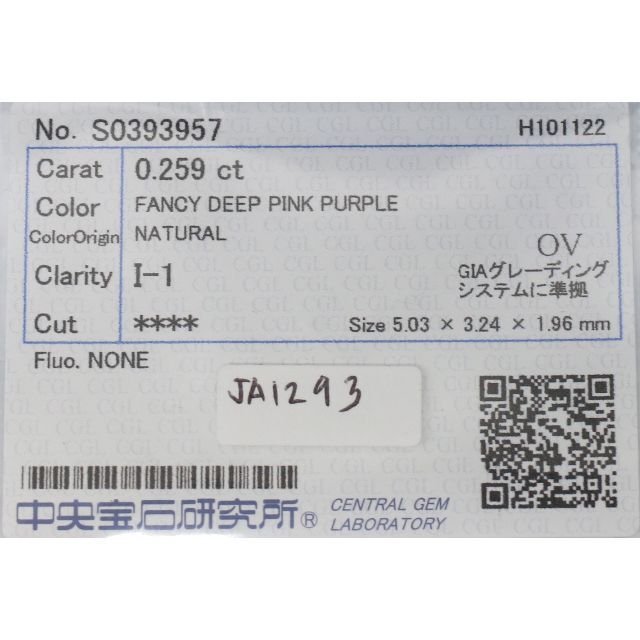 No. S0393957 H101122
Carat 0.259 ct
Color FANCY DEEP PINK PURPLE
ColorOrigin NATURAL
OV
Clarity I-1
GIAグレーディング
システムに準拠
Cut **** Size 5.03 × 3.24 × 1.96 mm
Fluo. NONE
JA1293
中央宝石研究所® CENTRAL GEM
LABORATORY